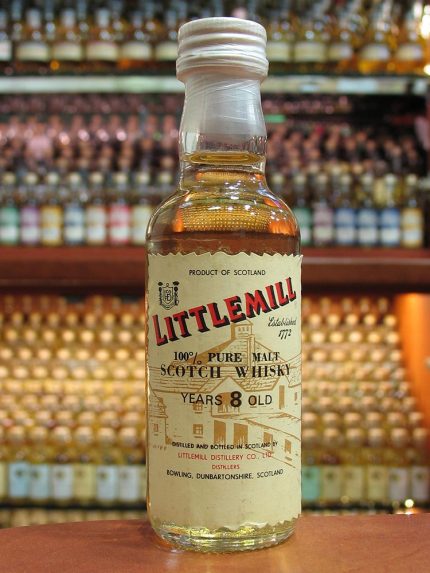 PRODUCT OF SCOTLAND
LITTLEMILL
Established
1772
100% PURE MALT
SCOTCH WHISKY
YEARS 8 OLD
DISTILLED AND BOTTLED IN SCOTLAND BY
LITTLEMILL DISTILLERY CO., LTD.
DISTILLERS
BOWLING, DUNBARTONSHIRE, SCOTLAND